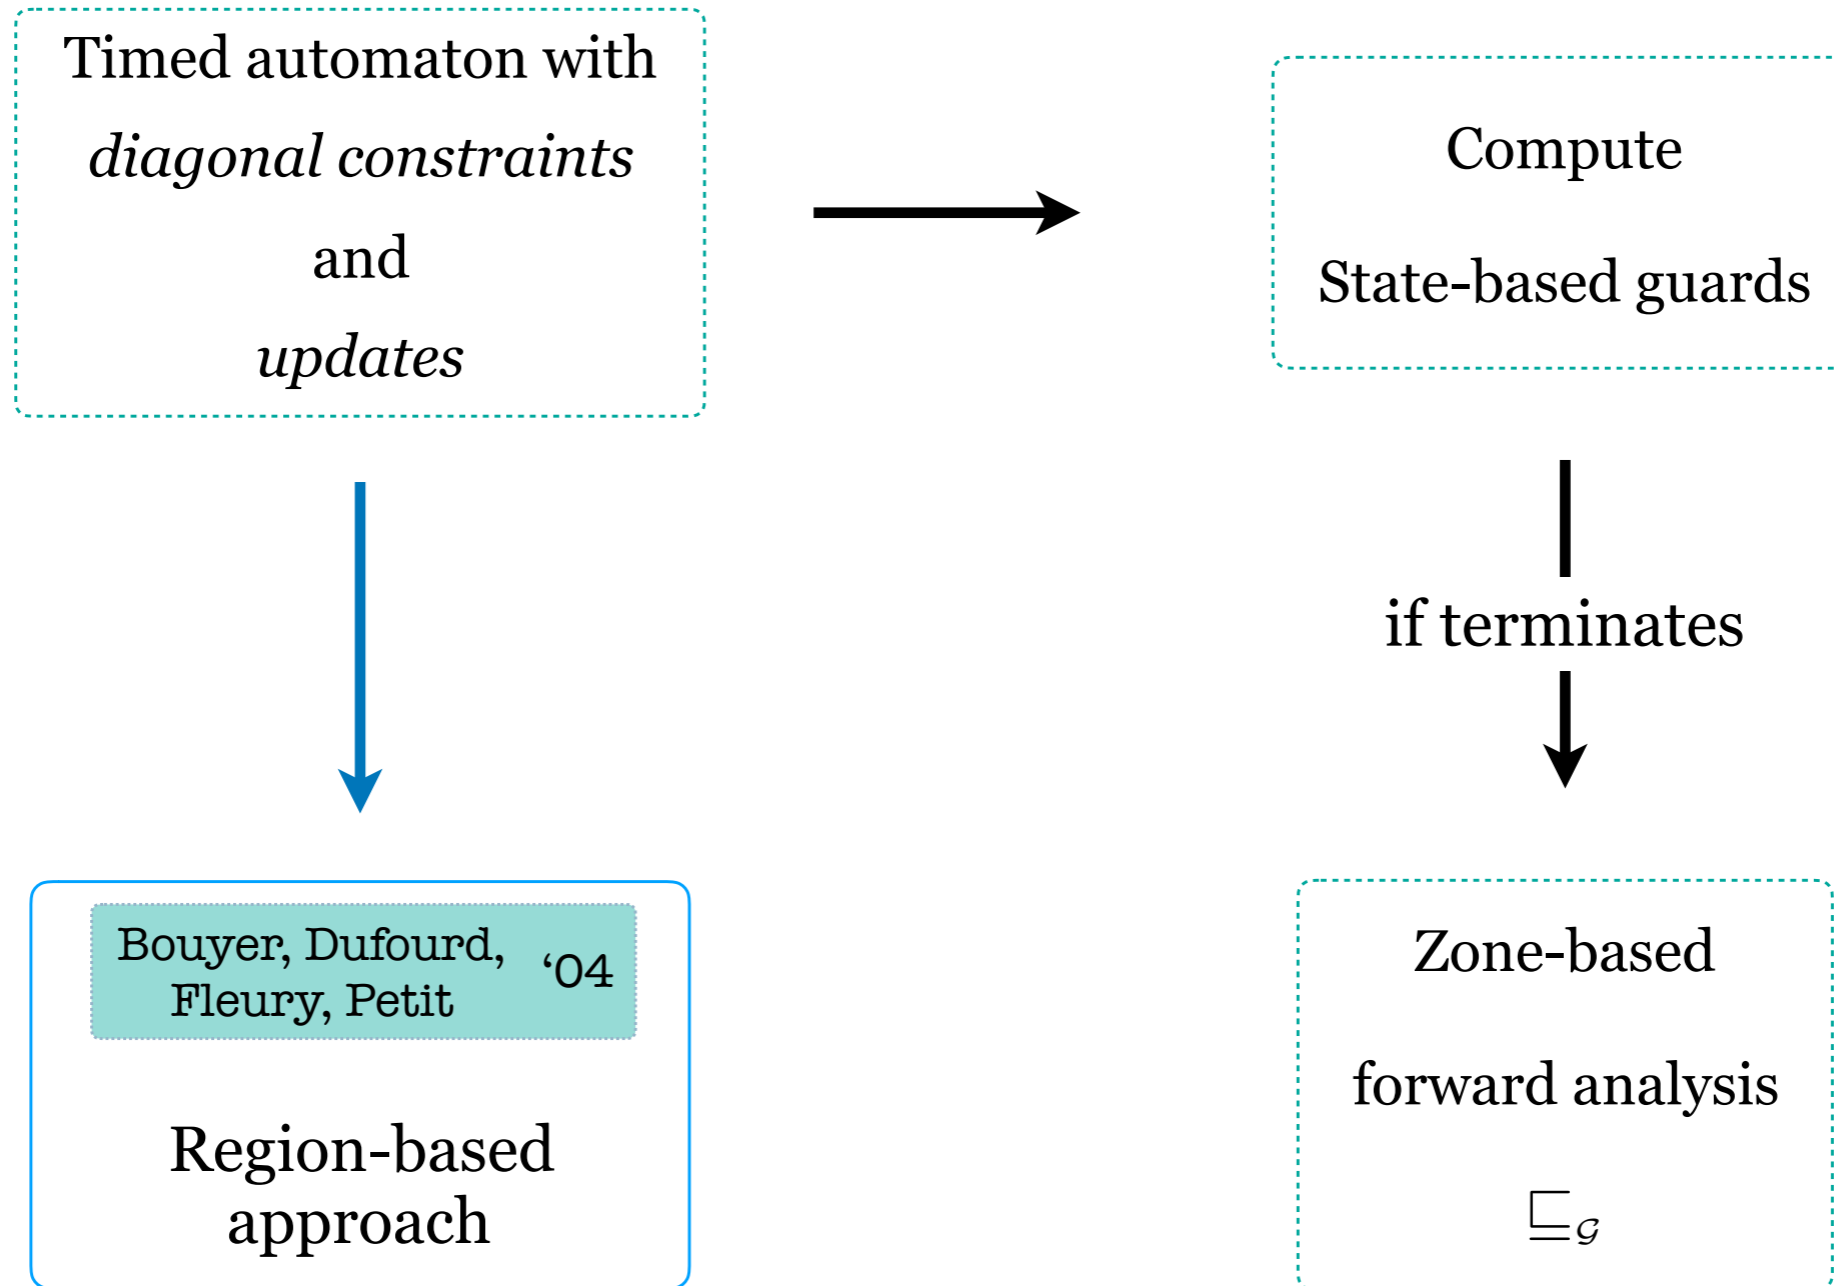 Timed automaton with
diagonal constraints
and
updates
Compute
State-based guards
if terminates
Bouyer, Dufourd,
Fleury, Petit ‘04
Region-based
approach
Zone-based
forward analysis
⊑𝒢